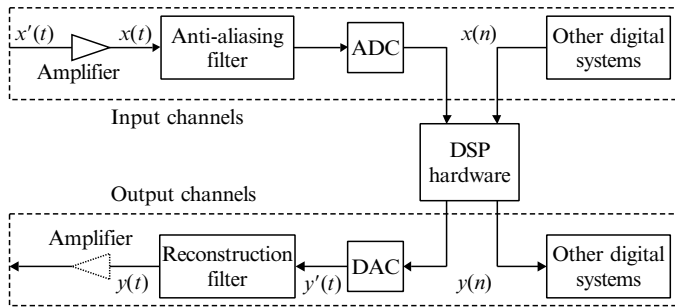 x'(t)
Amplifier
x(t)
Anti-aliasing
filter
ADC
x(n)
Other digital
systems
Input channels
DSP
hardware
Output channels
Amplifier
y(t)
Reconstruction
filter
y'(t)
DAC
y(n)
Other digital
systems